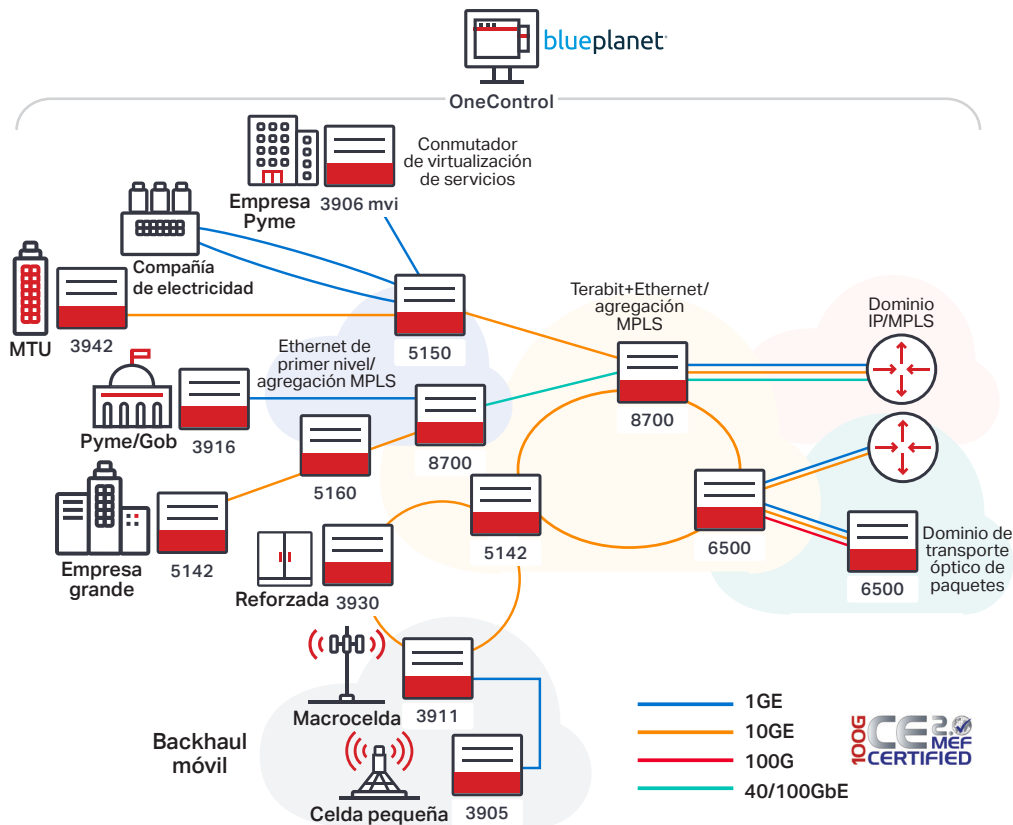 blueplanet
OneControl
Conmutador
de virtualización
de servicios
Empresa
Pyme
3906 mvi
Compañía
de electricidad
MTU
3942
5150
Terabit+Ethernet/
agregación
MPLS
8700
Dominio
IP/MPLS
Ethernet de
primer nivel/
agregación MPLS
Pyme/Gob
3916
8700
5160
Empresa
grande
5142
5142
6500
Dominio de
transporte
óptico de
paquetes
6500
Reforzada
3930
Macrocelda
3911
Backhaul
móvil
Celda pequeña
3905
1GE
10GE
100G
40/100GbE
100G
CE 2.0
MEF
CERTIFIED